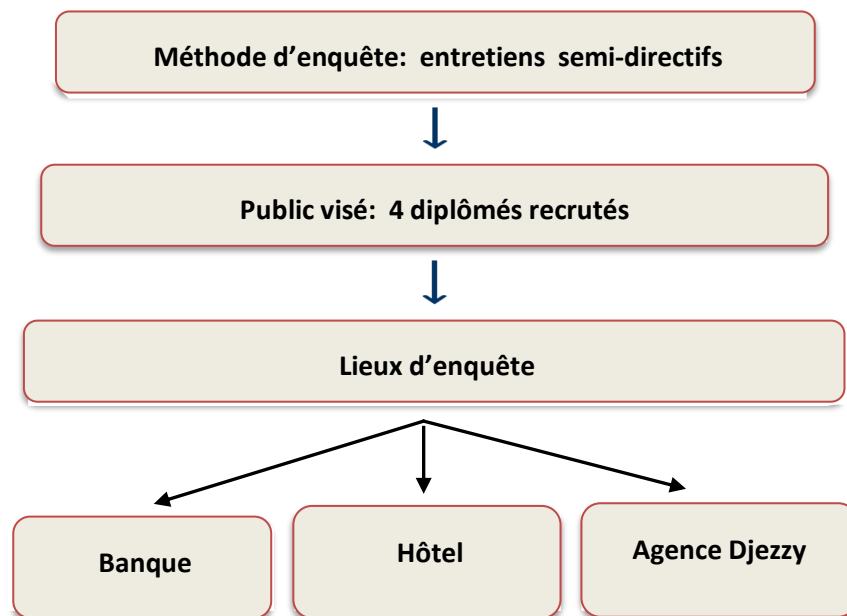 Méthode d’enquête: entretiens semi-directifs
Public visé: 4 diplômés recrutés
Lieux d’enquête
Banque
Hôtel
Agence Djezzy